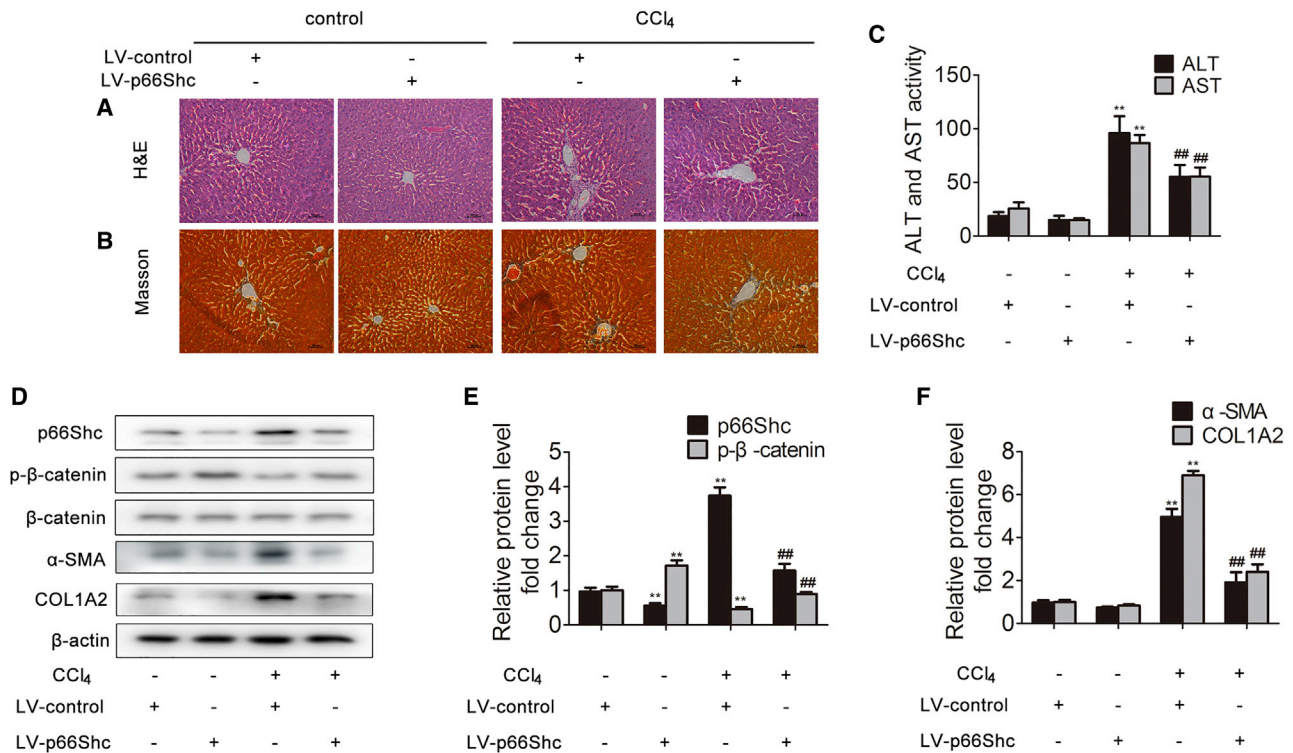 control CCl₄
LV-control + - + -
LV-p66Shc - + - +
A
H&E
B
Masson
C
ALT
AST
ALT and AST activity
150
100
50
0
** ** ## ##
CCl₄ - - + +
LV-control + - + -
LV-p66Shc - + - +
D
p66Shc
p-β-catenin
β-catenin
α-SMA
COL1A2
β-actin
CCl₄ - - + +
LV-control + - + -
LV-p66Shc - + - +
E
p66Shc
p-β -catenin
Relative protein level
fold change
5
4
3
2
1
0
** ** ** ** ## ##
CCl₄ - - + +
LV-control + - + -
LV-p66Shc - + - +
F
α -SMA
COL1A2
Relative protein level
fold change
8
6
4
2
0
** ** ## ##
CCl₄ - - + +
LV-control + - + -
LV-p66Shc - + - +